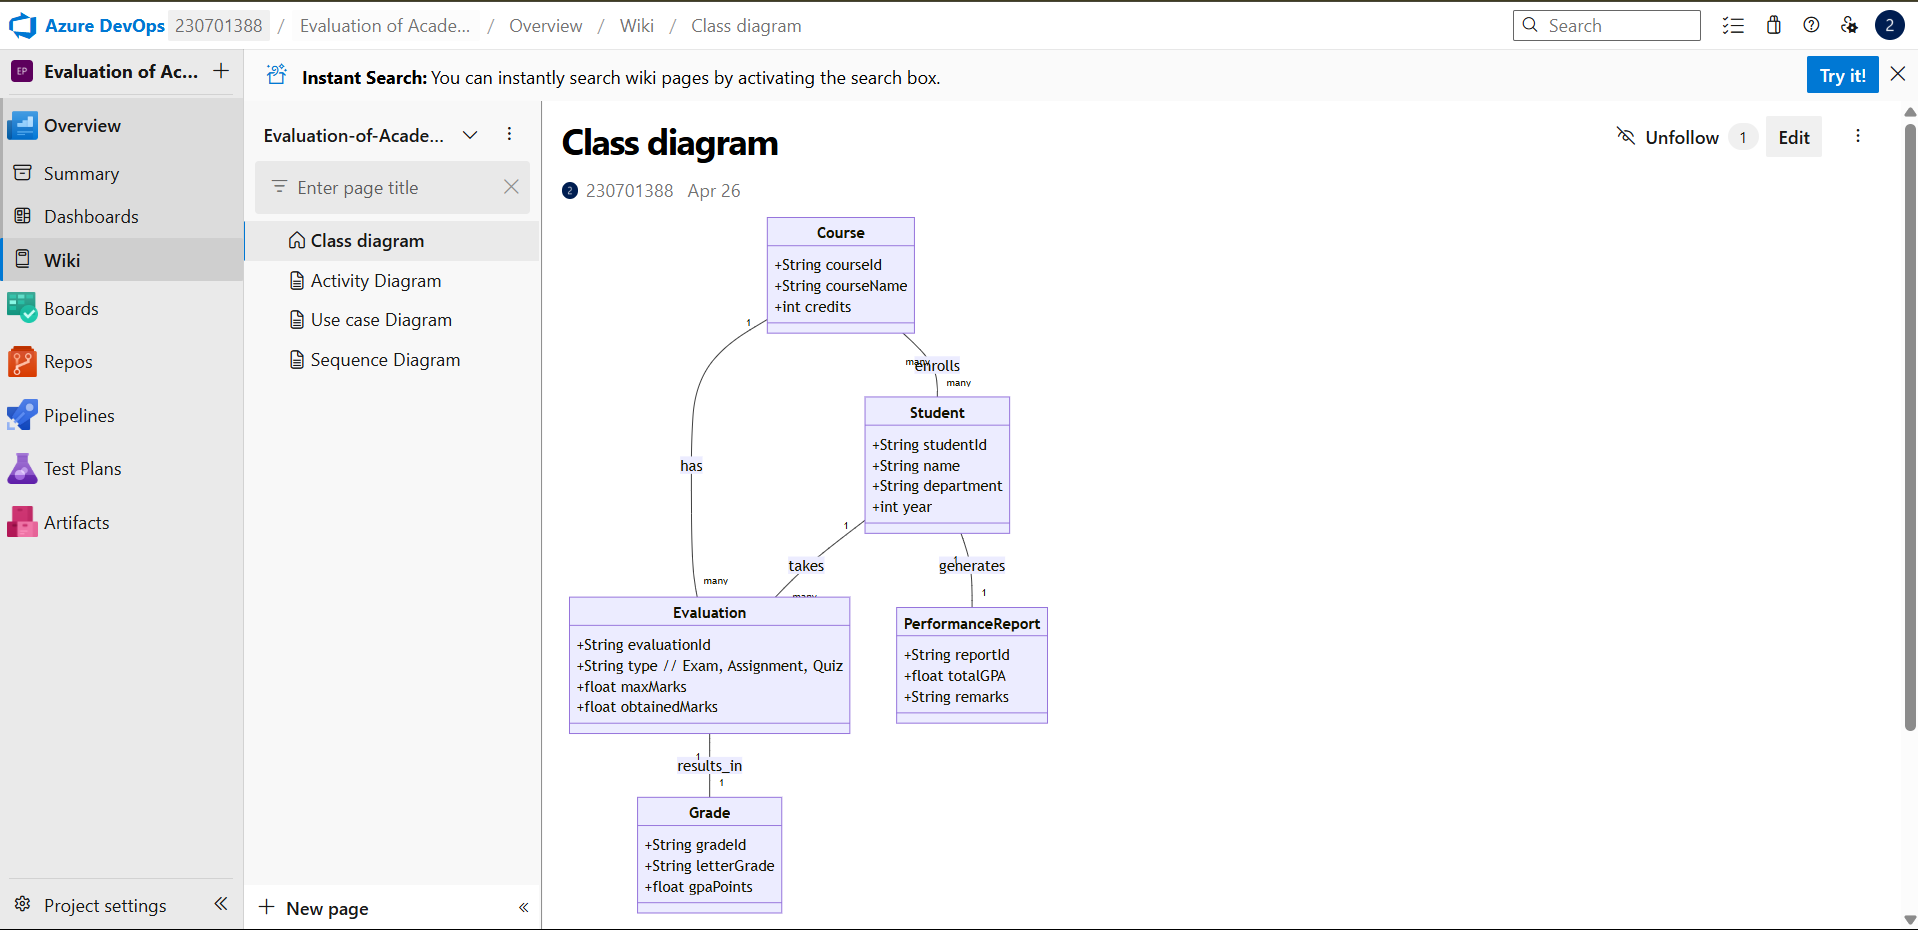 Azure DevOps 230701388 / Evaluation of Acade... / Overview / Wiki / Class diagram
Search
2
EP Evaluation of Ac...
Instant Search: You can instantly search wiki pages by activating the search box.
Try it!
Overview
Summary
Dashboards
Wiki
Boards
Repos
Pipelines
Test Plans
Artifacts
Project settings
Evaluation-of-Acade...
Enter page title
Class diagram
Activity Diagram
Use case Diagram
Sequence Diagram
New page
Class diagram
Unfollow 1
Edit
2 230701388 Apr 26
Course
+String courseId
+String courseName
+int credits
1
many
enrolls
many
Student
+String studentId
+String name
+String department
+int year
has
1
takes
1
generates
many
many
1
Evaluation
+String evaluationId
+String type // Exam, Assignment, Quiz
+float maxMarks
+float obtainedMarks
PerformanceReport
+String reportId
+float totalGPA
+String remarks
1
results_in
1
Grade
+String gradeId
+String letterGrade
+float gpaPoints